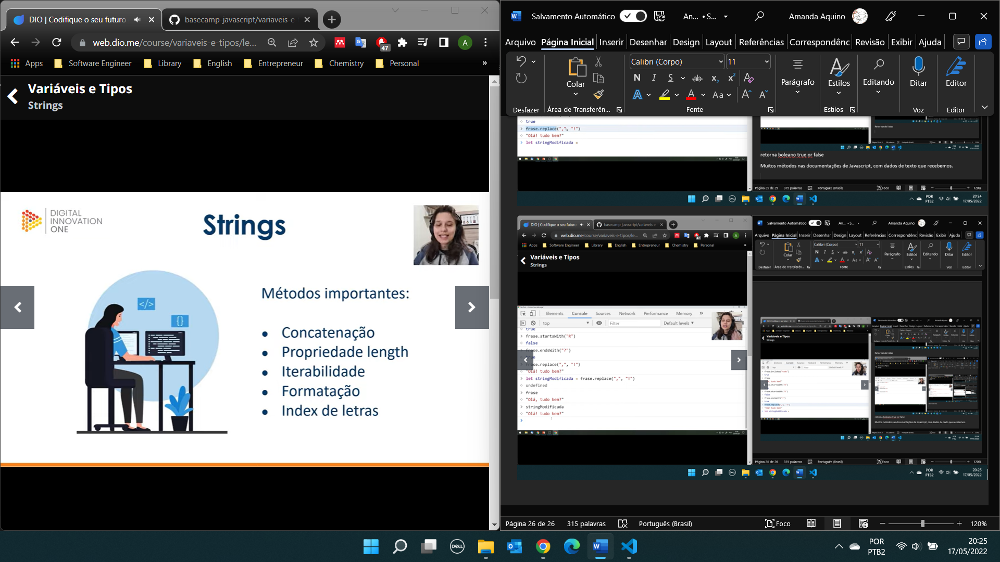 DIO | Codifique o seu futuro
basecamp-javascript/variaveis-e-
web.dio.me/course/variaveis-e-tipos/le...
47
A
Apps
Software Engineer
Library
English
Entrepreneur
Chemistry
Personal
»
Variáveis e Tipos
Strings
DIGITAL
INNOVATION
ONE
Strings
</>
{}
Métodos importantes:
• Concatenação
• Propriedade length
• Iterabilidade
• Formatação
• Index de letras
Salvamento Automático
An... • S...
Amanda Aquino
Arquivo
Página Inicial
Inserir
Desenhar
Design
Layout
Referências
Correspondênc
Revisão
Exibir
Ajuda
Desfazer
Colar
Área de Transferên...
Calibri (Corpo)
11
N I S ab x₂ x²
A A Aa A A
Fonte
Parágrafo
Estilos
Estilos
Editando
Ditar
Voz
Editor
Editor
true
frase.replace(",", "!")
"Olá! tudo bem?"
let stringModificada =
retorna boleano true or false
Muitos métodos nas documentações de Javascript, com dados de texto que recebemos.
Página 25 de 25 315 palavras Português (Brasil) Foco 120%
POR
PTB2
20:24
17/05/2022
DIO | Codifique o seu futuro
basecamp-javascript/variaveis-e-
web.dio.me/course/variaveis-e-tipos/le...
Apps Software Engineer Library English Entrepreneur Chemistry Personal
Variáveis e Tipos
Strings
Elements Console Sources Network Performance Memory »
top Filter Default levels
true
frase.startsWith("R")
false
frase.endsWith("?")
true
frase.replace(",", "!")
"Olá! tudo bem?"
let stringModificada = frase.replace(",", "!")
undefined
frase
"Olá, tudo bem?"
stringModificada
"Olá! tudo bem?"
Salvamento Automático An... • S... Amanda Aquino
Arquivo Página Inicial Inserir Desenhar Design Layout Referências Correspondênc Revisão Exibir Ajuda
Calibri (Corpo) 11
Colar
Parágrafo Estilos Editando Ditar Editor
Desfazer Área de Transferên... Fonte Estilos Voz Editor
Página 26 de 26 315 palavras Português (Brasil) Foco 120%
POR
PTB2
20:25
17/05/2022
Página 26 de 26
315 palavras
Português (Brasil)
Foco
120%
DELL
POR
PTB2
20:25
17/05/2022